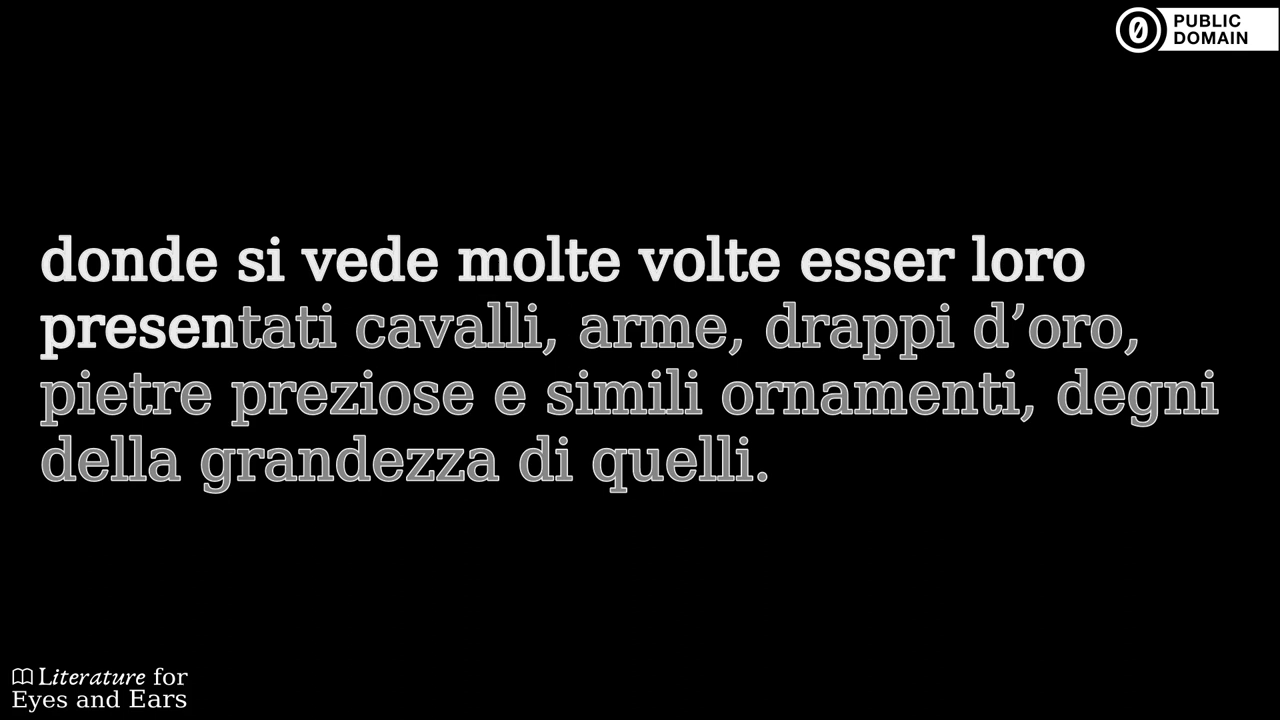 PUBLIC
DOMAIN
donde si vede molte volte esser loro
presentati cavalli, arme, drappi d’oro,
pietre preziose e simili ornamenti, degni
della grandezza di quelli.
Literature for
Eyes and Ears